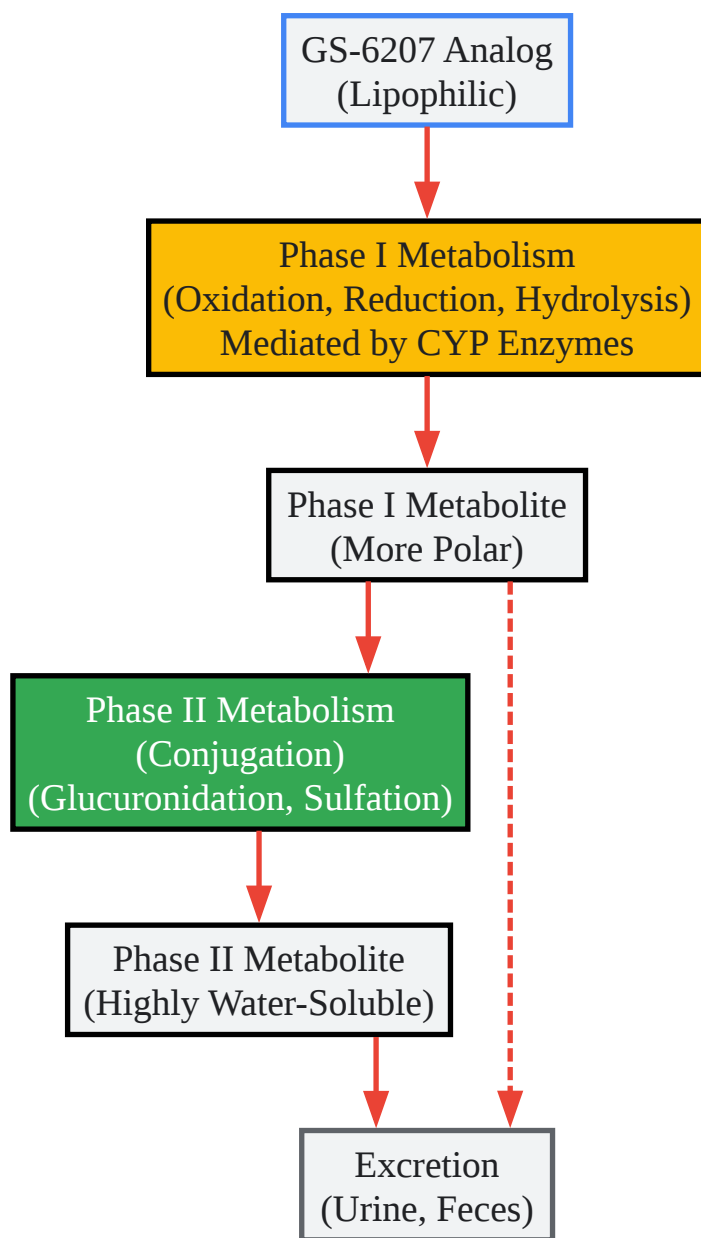 GS-6207 Analog
(Lipophilic)
Phase I Metabolism
(Oxidation, Reduction, Hydrolysis)
Mediated by CYP Enzymes
Phase I Metabolite
(More Polar)
Phase II Metabolism
(Conjugation)
(Glucuronidation, Sulfation)
Phase II Metabolite
(Highly Water-Soluble)
Excretion
(Urine, Feces)